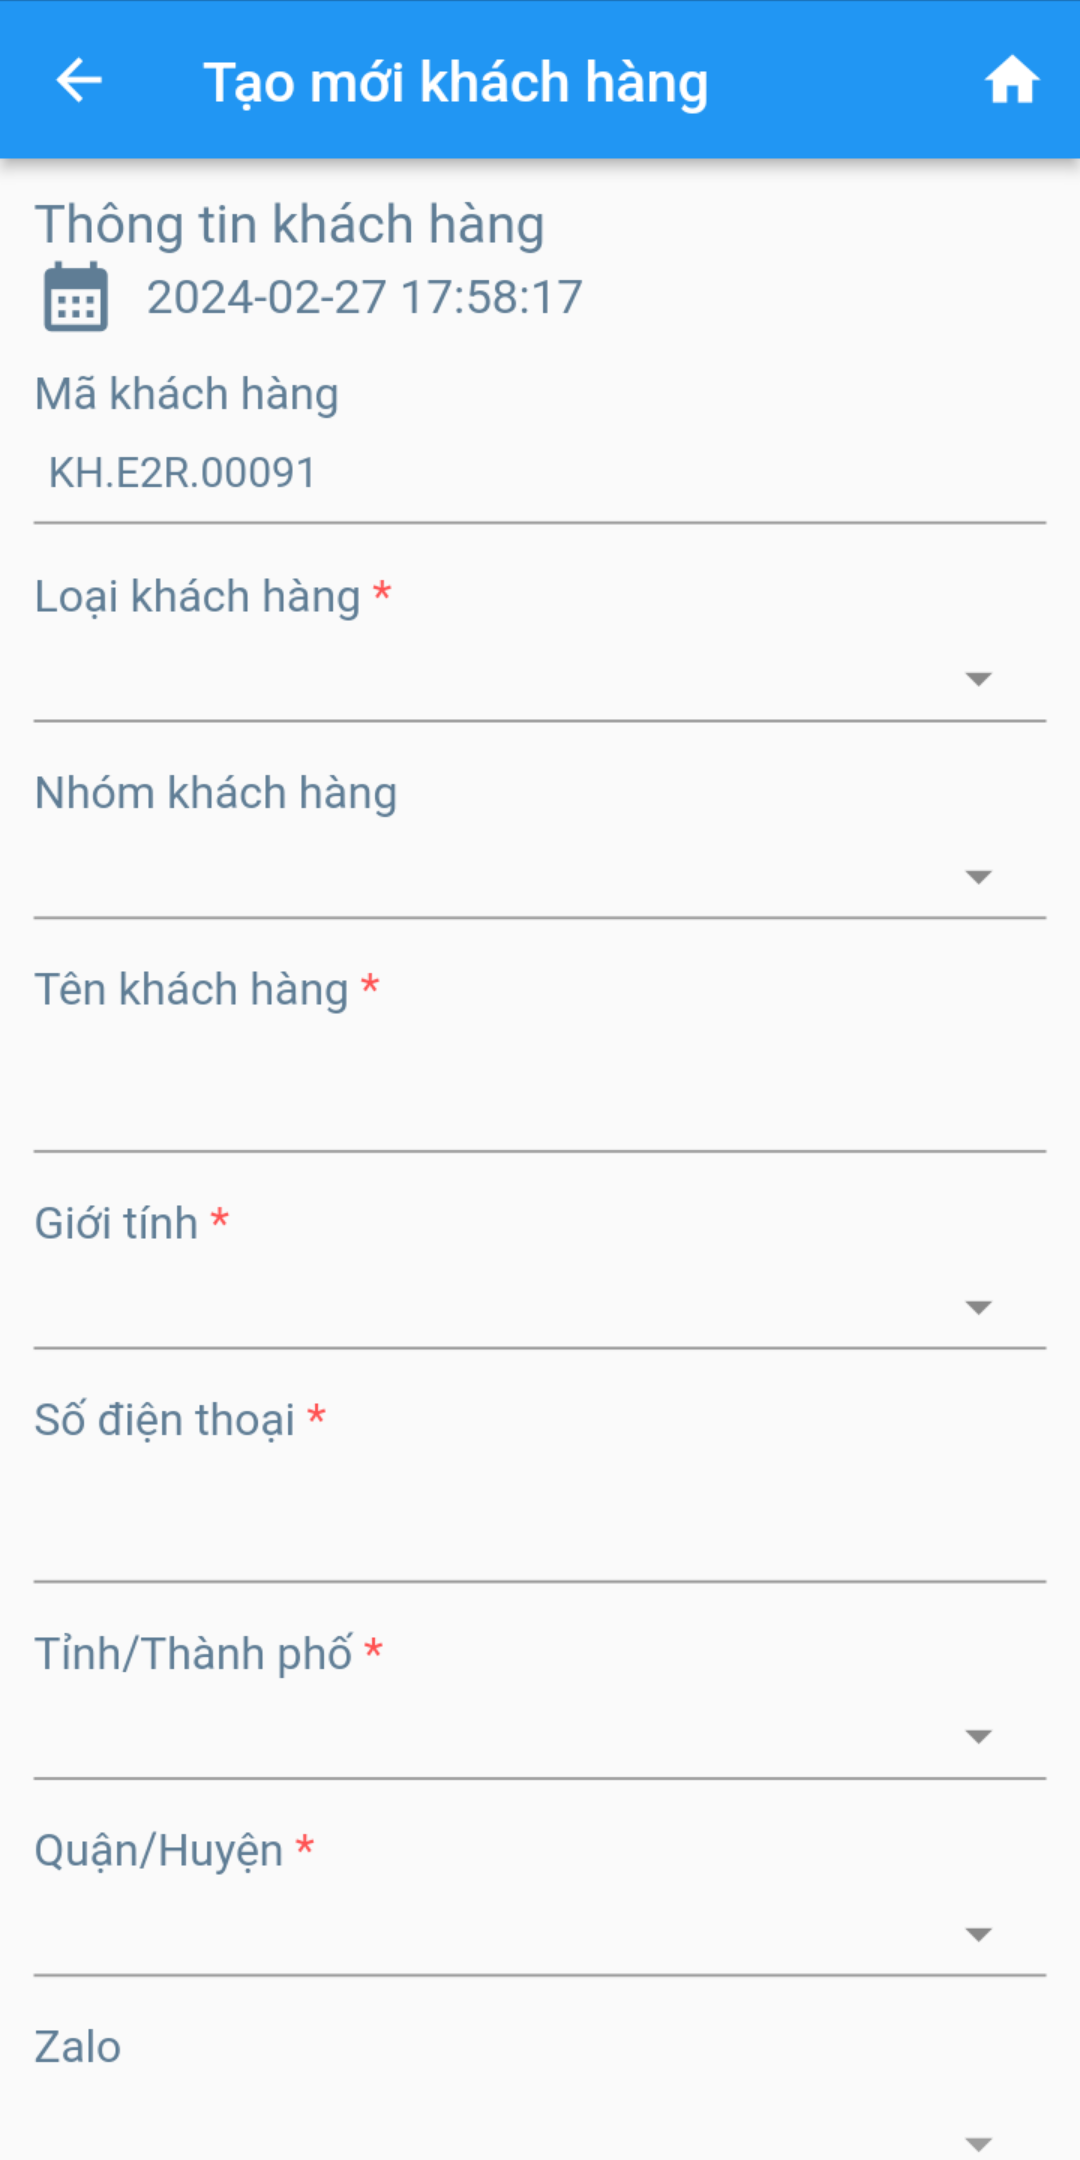 Tạo mới khách hàng
Thông tin khách hàng
2024-02-27 17:58:17
Mã khách hàng
KH.E2R.00091
Loại khách hàng *
Nhóm khách hàng
Tên khách hàng *
Giới tính *
Số điện thoại *
Tỉnh/Thành phố *
Quận/Huyện *
Zalo